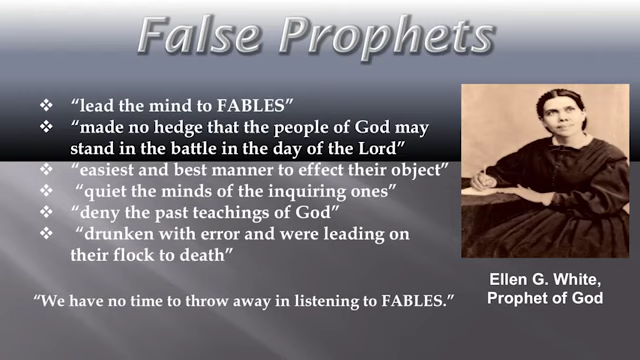 False Prophets
❖ “lead the mind to FABLES”
❖ “made no hedge that the people of God may
stand in the battle in the day of the Lord”
❖ “easiest and best manner to effect their object”
❖ “quiet the minds of the inquiring ones”
❖ “deny the past teachings of God”
❖ “drunken with error and were leading on
their flock to death”
“We have no time to throw away in listening to FABLES.”
Ellen G. White,
Prophet of God